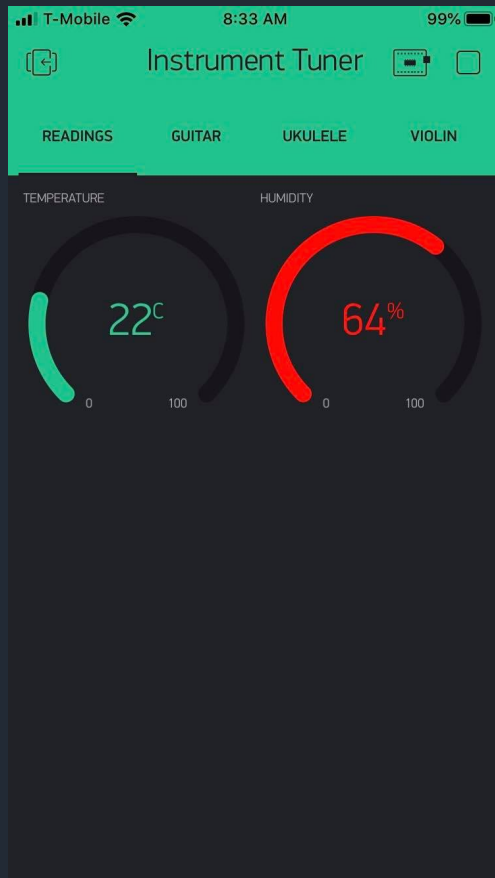 T-Mobile 8:33 AM 99%
Instrument Tuner
READINGS GUITAR UKULELE VIOLIN
TEMPERATURE HUMIDITY
22C 64%
0 100 0 100